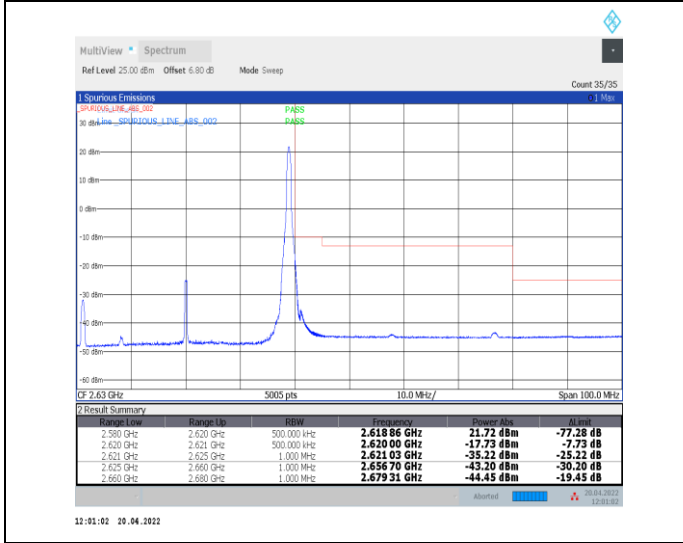 MultiView Spectrum
Ref Level 25.00 dBm Offset 6.80 dB Mode Sweep
Count 35/35
1 Spurious Emissions 1 Max
_SPURIOUS_LINE_ABS_002 PASS
30 dBm Line _SPURIOUS_LINE_ABS_002 PASS
20 dBm
10 dBm
0 dBm
-10 dBm
-20 dBm
-30 dBm
-40 dBm
-50 dBm
-60 dBm
CF 2.63 GHz 5005 pts 10.0 MHz/ Span 100.0 MHz
2 Result Summary
Range Low Range Up RBW Frequency Power Abs ΔLimit
2.580 GHz 2.620 GHz 500.000 kHz 2.618 86 GHz 21.72 dBm -77.28 dB
2.620 GHz 2.621 GHz 500.000 kHz 2.620 00 GHz -17.73 dBm -7.73 dB
2.621 GHz 2.625 GHz 1.000 MHz 2.621 03 GHz -35.22 dBm -25.22 dB
2.625 GHz 2.660 GHz 1.000 MHz 2.656 70 GHz -43.20 dBm -30.20 dB
2.660 GHz 2.680 GHz 1.000 MHz 2.679 31 GHz -44.45 dBm -19.45 dB
Aborted 20.04.2022
12:01:02
12:01:02 20.04.2022